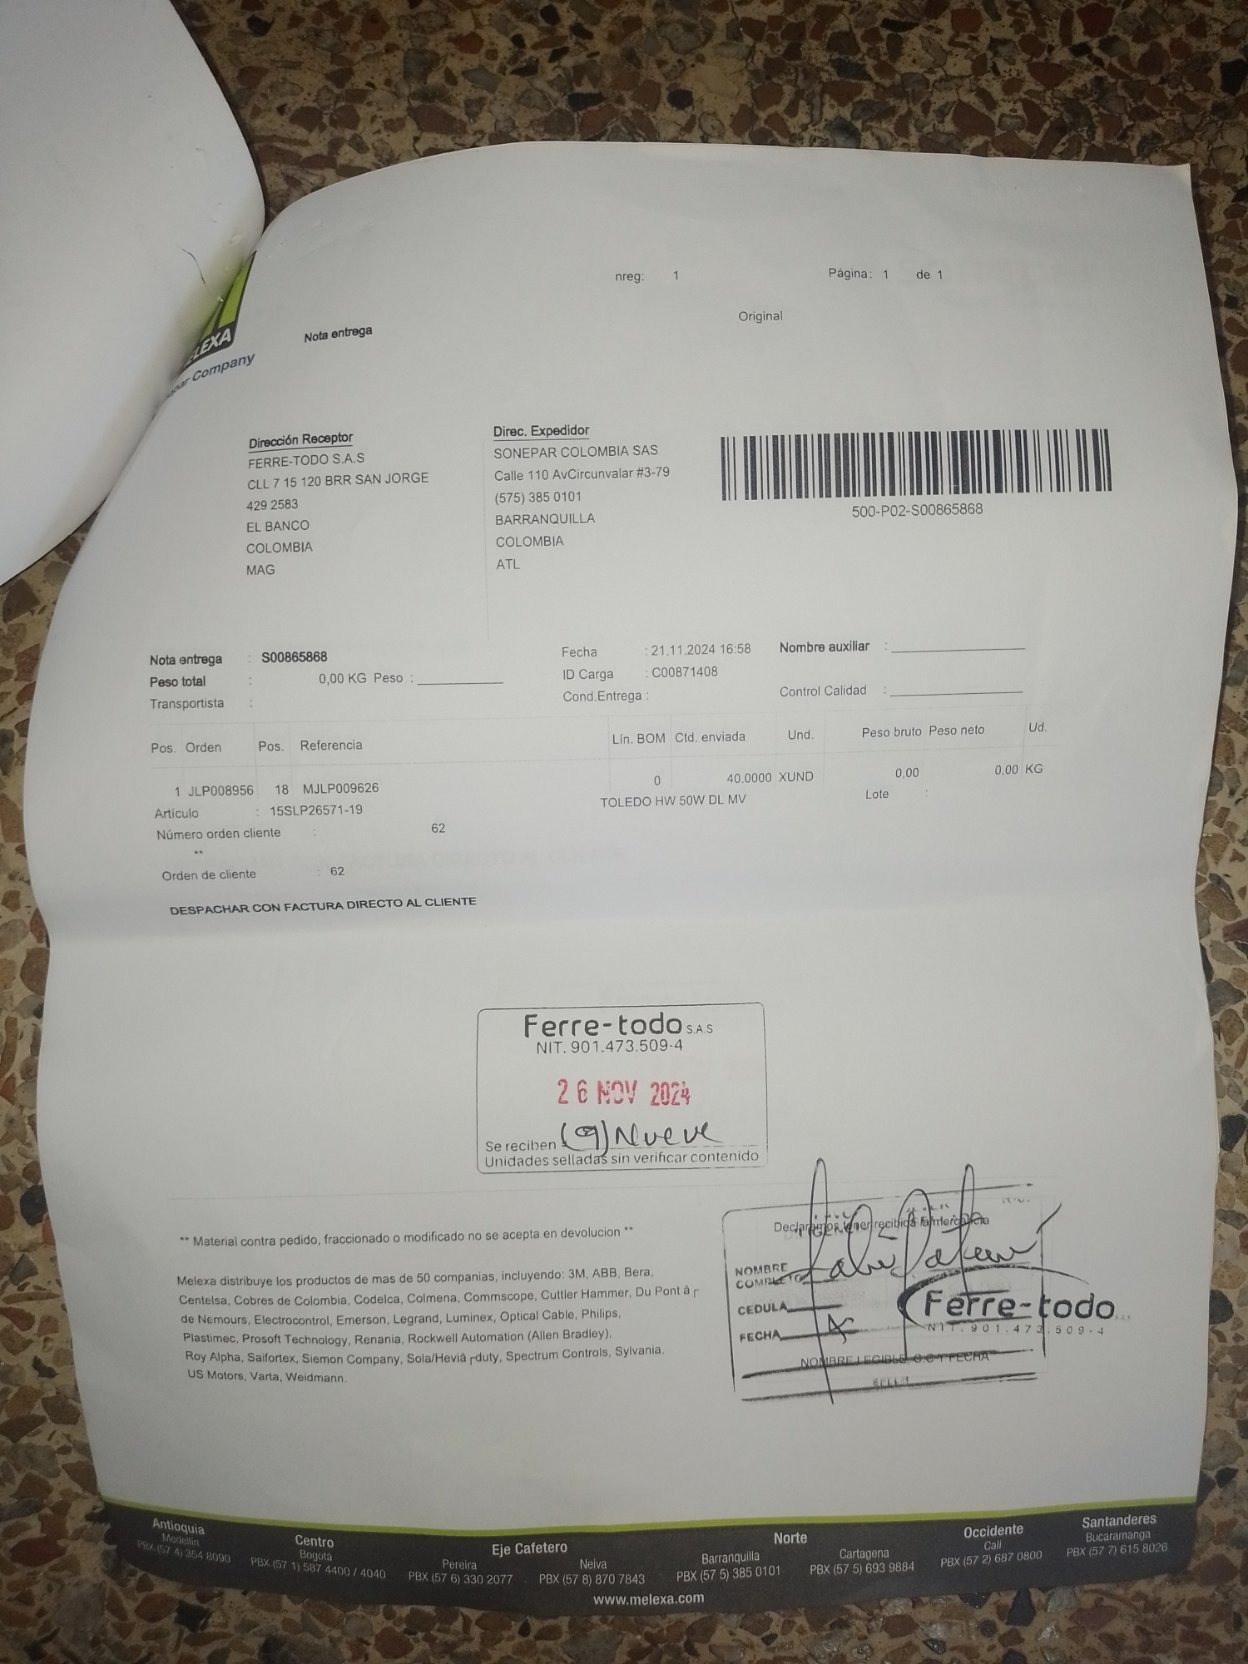 nreg: 1 Página: 1 de 1
Original
Nota entrega
LEXA
Company
Dirección Receptor
FERRE-TODO S.A.S
CLL 7 15 120 BRR SAN JORGE
429 2583
EL BANCO
COLOMBIA
MAG
Direc. Expedidor
SONEPAR COLOMBIA SAS
Calle 110 AvCircunvalar #3-79
(575) 385 0101
BARRANQUILLA
COLOMBIA
ATL
500-P02-S00865868
Nota entrega : S00865868 Fecha : 21.11.2024 16:58 Nombre auxiliar :
Peso total : 0,00 KG Peso : ID Carga : C00871408
Transportista : Cond.Entrega : Control Calidad :
Pos. Orden Pos. Referencia Lín. BOM Ctd. enviada Und. Peso bruto Peso neto Ud.
1 JLP008956 18 MJLP009626 0 40.0000 XUND 0,00 0,00 KG
Artículo : 15SLP26571-19 TOLEDO HW 50W DL MV Lote :
Número orden cliente : 62
**
Orden de cliente : 62
DESPACHAR CON FACTURA DIRECTO AL CLIENTE
Ferre-todo S.A.S
NIT. 901.473.509-4
26 NOV 2024
Se reciben (9) Nueve
Unidades selladas sin verificar contenido
** Material contra pedido, fraccionado o modificado no se acepta en devolucion **
Melexa distribuye los productos de mas de 50 companias, incluyendo: 3M, ABB, Bera,
Centelsa, Cobres de Colombia, Codelca, Colmena, Commscope, Cuttler Hammer, Du Pont â┌
de Nemours, Electrocontrol, Emerson, Legrand, Luminex, Optical Cable, Philips,
Plastimec, Prosoft Technology, Renania, Rockwell Automation (Allen Bradley),
Roy Alpha, Saifortex, Siemon Company, Sola/Heviâ┌duty, Spectrum Controls, Sylvania,
US Motors, Varta, Weidmann.
Declaramos tener recibida la mercancia
NOMBRE
COMPLETO
CEDULA
FECHA
Ferre-todo
NIT. 901.473.509-4
NOMBRE LEGIBLE, C.C Y FECHA
Antioquia
Medellín
PBX (57 4) 354 8090
Centro
Bogotá
PBX (57 1) 587 4400 / 4040
Eje Cafetero
Pereira
PBX (57 6) 330 2077
Neiva
PBX (57 8) 870 7843
Norte
Barranquilla
PBX (57 5) 385 0101
Cartagena
PBX (57 5) 693 9884
Occidente
Cali
PBX (57 2) 687 0800
Santanderes
Bucaramanga
PBX (57 7) 615 8026
www.melexa.com